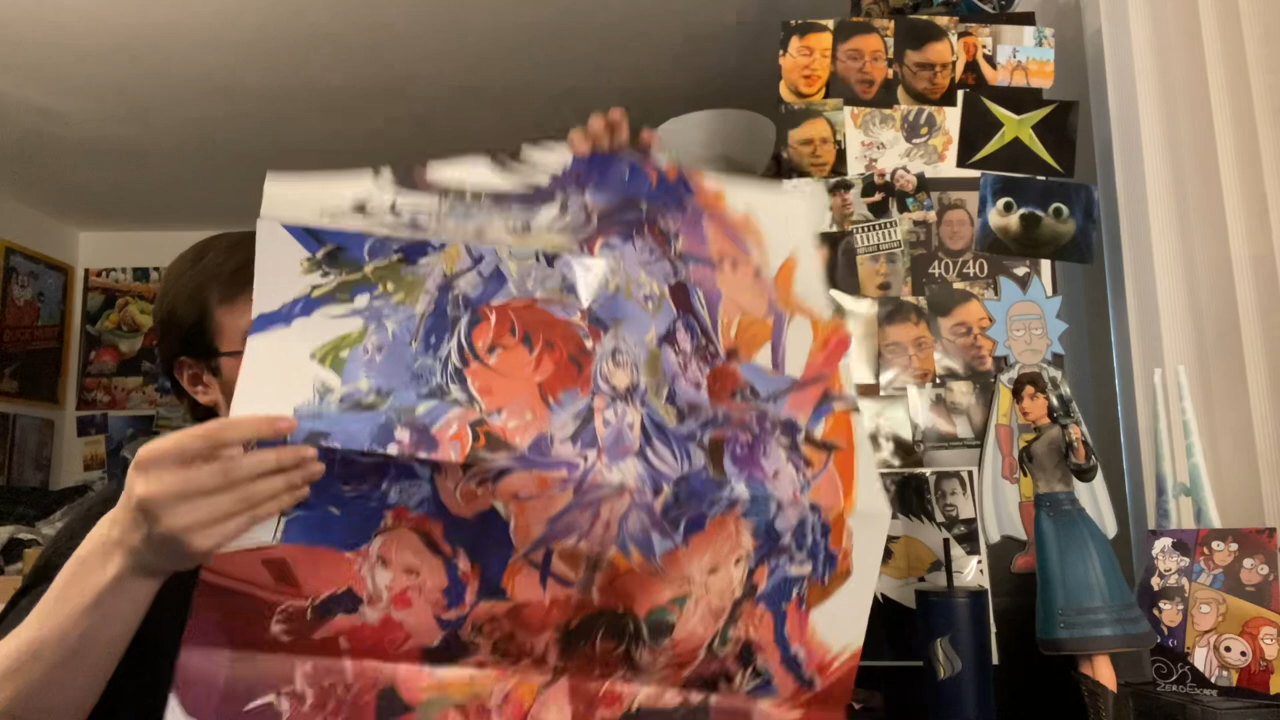 PARENTAL
ADVISORY
EXPLICIT CONTENT
40/40
ZERO ESCAPE